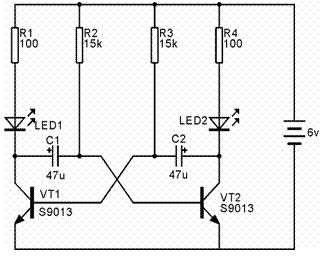 R1
100
R2
15k
R3
15k
R4
100
LED1
LED2
6v
C1
+
47u
C2
+
47u
VT1
S9013
VT2
S9013